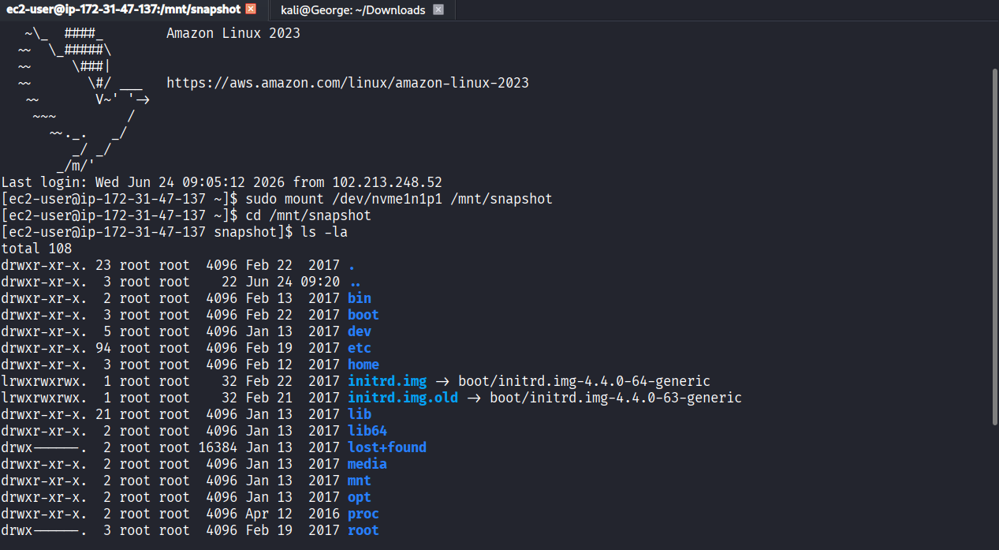 ec2-user@ip-172-31-47-137:/mnt/snapshot kali@George: ~/Downloads
   ~\_  ####_        Amazon Linux 2023
  ~~  \_#####\
  ~~     \###|
  ~~       \#/ ___   https://aws.amazon.com/linux/amazon-linux-2023
   ~~       V~' '->
    ~~~         /
      ~~._.   _/
         _/ _/
       _/m/'
Last login: Wed Jun 24 09:05:12 2026 from 102.213.248.52
[ec2-user@ip-172-31-47-137 ~]$ sudo mount /dev/nvme1n1p1 /mnt/snapshot
[ec2-user@ip-172-31-47-137 ~]$ cd /mnt/snapshot
[ec2-user@ip-172-31-47-137 snapshot]$ ls -la
total 108
drwxr-xr-x. 23 root root  4096 Feb 22  2017 .
drwxr-xr-x.  3 root root    22 Jun 24 09:20 ..
drwxr-xr-x.  2 root root  4096 Feb 13  2017 bin
drwxr-xr-x.  3 root root  4096 Feb 22  2017 boot
drwxr-xr-x.  5 root root  4096 Jan 13  2017 dev
drwxr-xr-x. 94 root root  4096 Feb 19  2017 etc
drwxr-xr-x.  3 root root  4096 Feb 12  2017 home
lrwxrwxrwx.  1 root root    32 Feb 22  2017 initrd.img -> boot/initrd.img-4.4.0-64-generic
lrwxrwxrwx.  1 root root    32 Feb 21  2017 initrd.img.old -> boot/initrd.img-4.4.0-63-generic
drwxr-xr-x. 21 root root  4096 Jan 13  2017 lib
drwxr-xr-x.  2 root root  4096 Jan 13  2017 lib64
drwx------.  2 root root 16384 Jan 13  2017 lost+found
drwxr-xr-x.  2 root root  4096 Jan 13  2017 media
drwxr-xr-x.  2 root root  4096 Jan 13  2017 mnt
drwxr-xr-x.  2 root root  4096 Jan 13  2017 opt
drwxr-xr-x.  2 root root  4096 Apr 12  2016 proc
drwx------.  3 root root  4096 Feb 19  2017 root